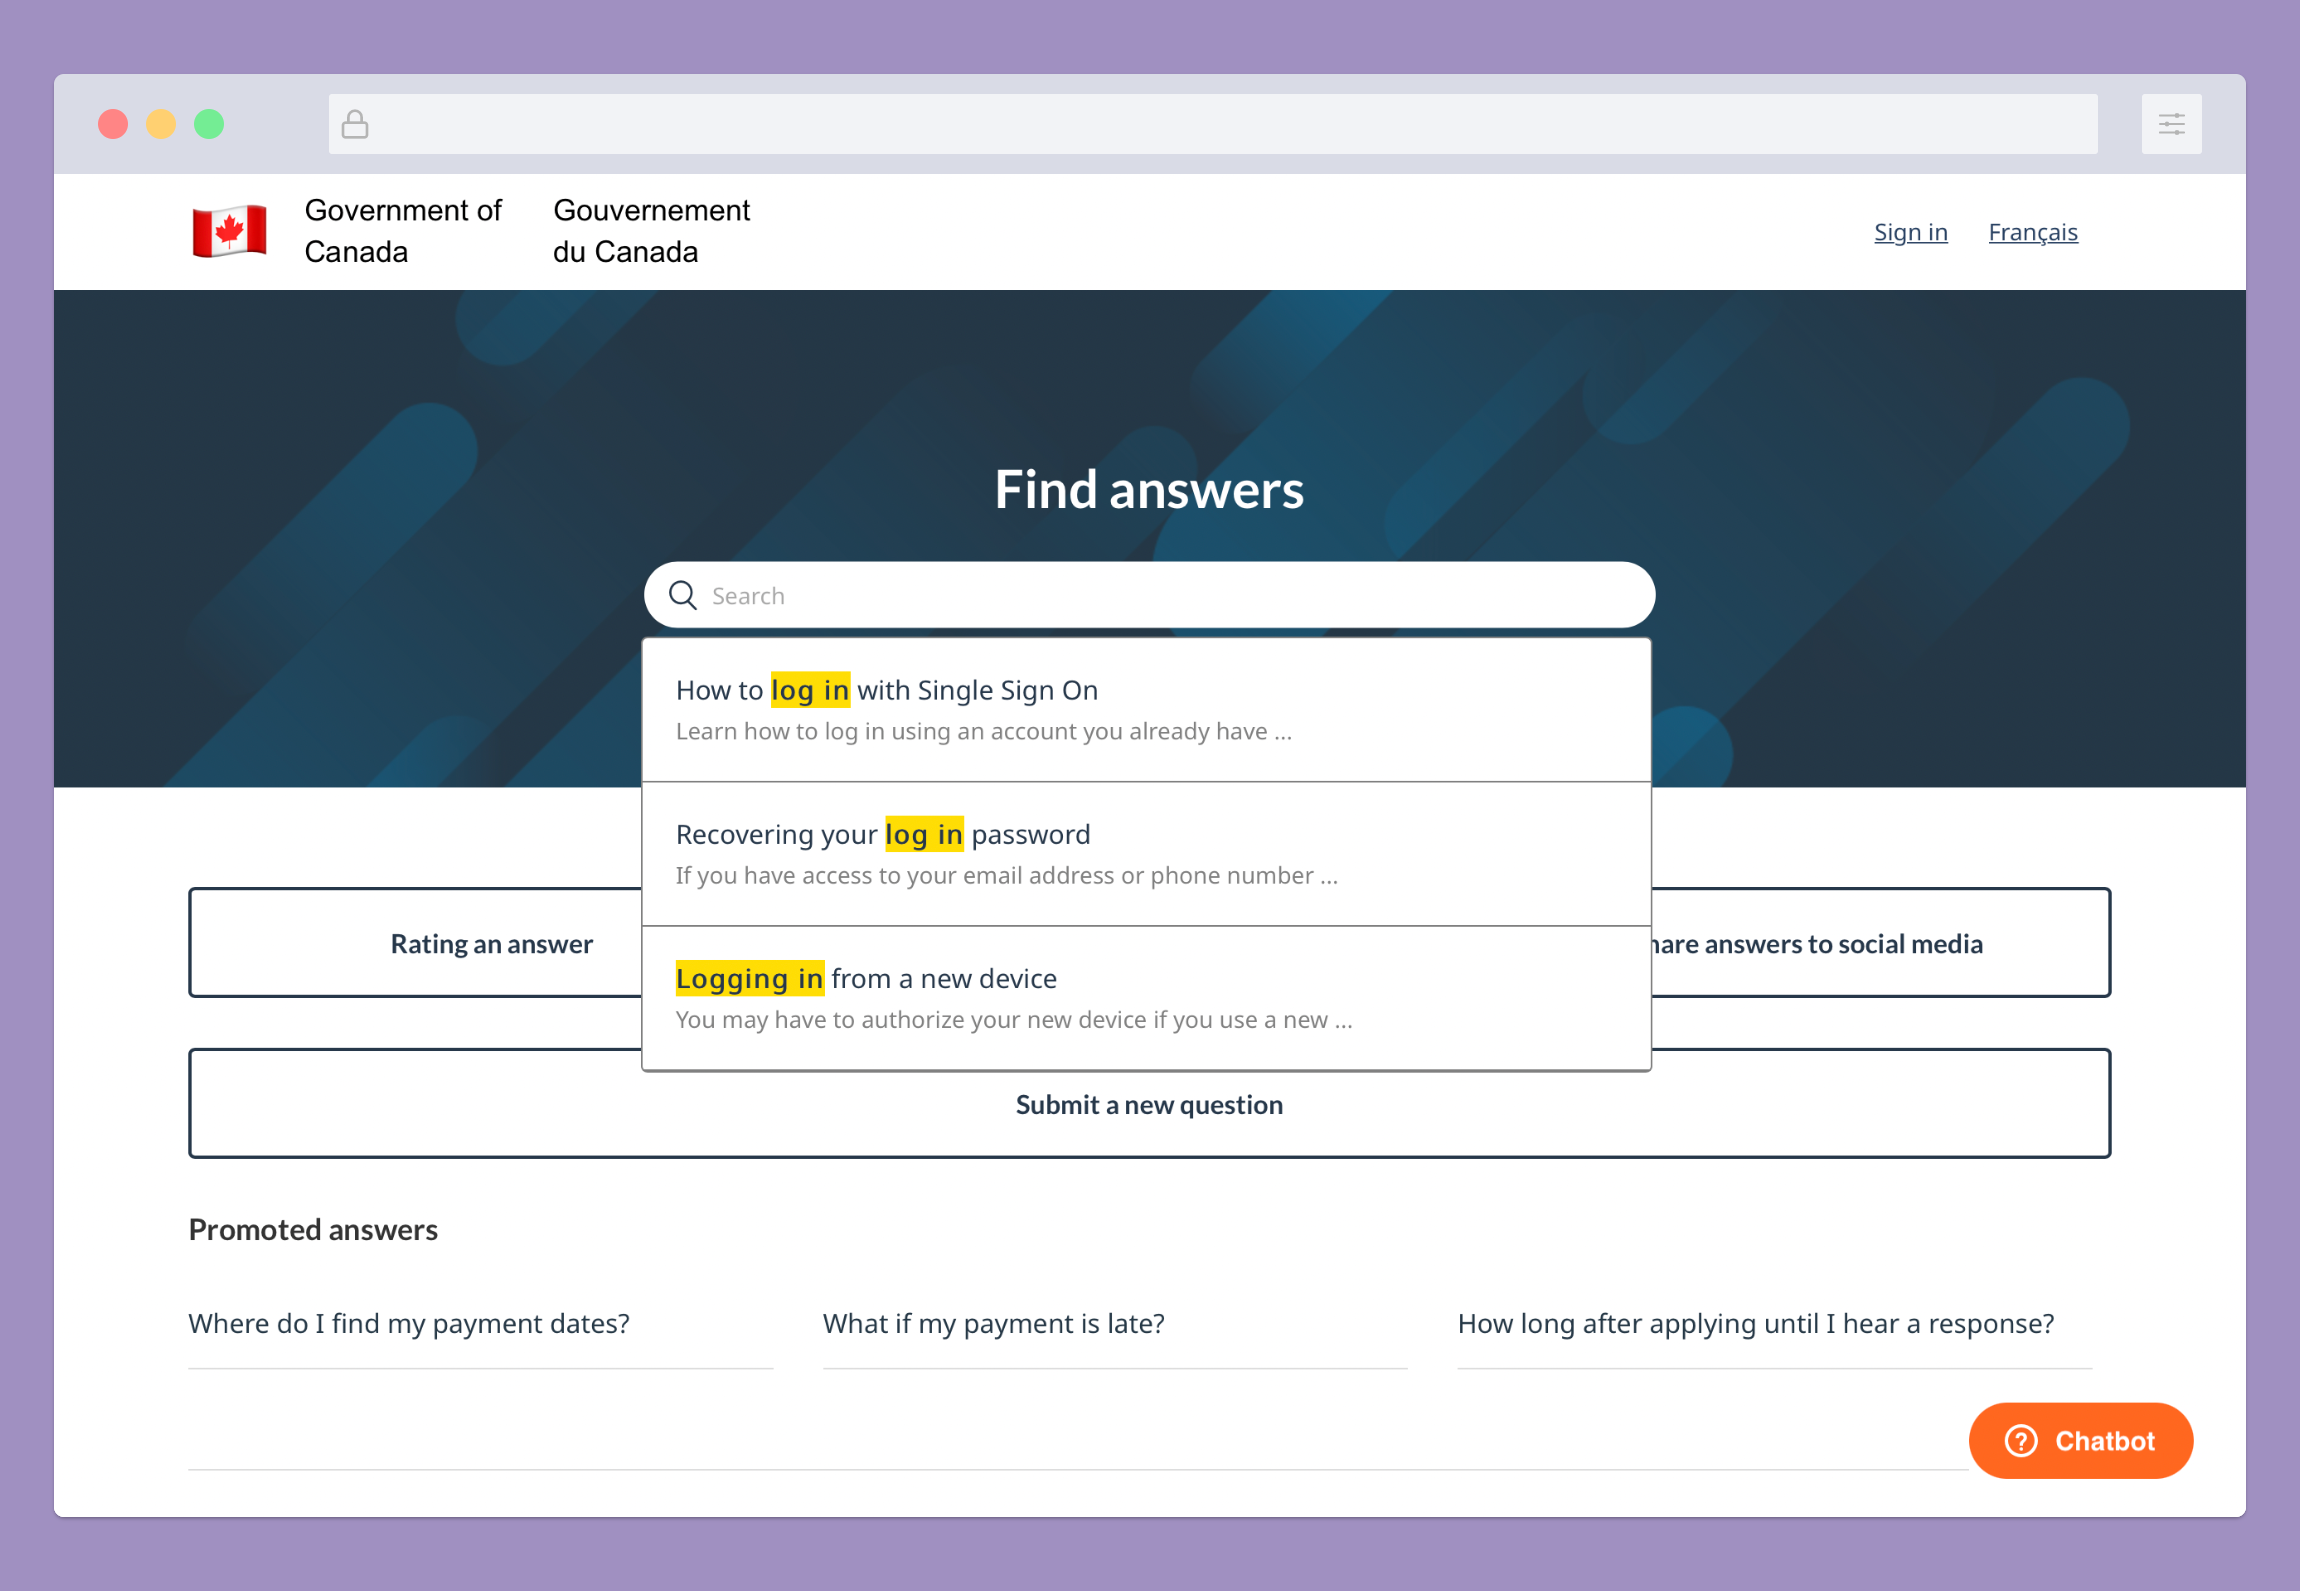 Government of
Canada
Gouvernement
du Canada
Sign in
Français
Find answers
Search
How to log in with Single Sign On
Learn how to log in using an account you already have ...
Recovering your log in password
If you have access to your email address or phone number ...
Logging in from a new device
You may have to authorize your new device if you use a new ...
Rating an answer
answers to social media
Submit a new question
Promoted answers
Where do I find my payment dates?
What if my payment is late?
How long after applying until I hear a response?
Chatbot